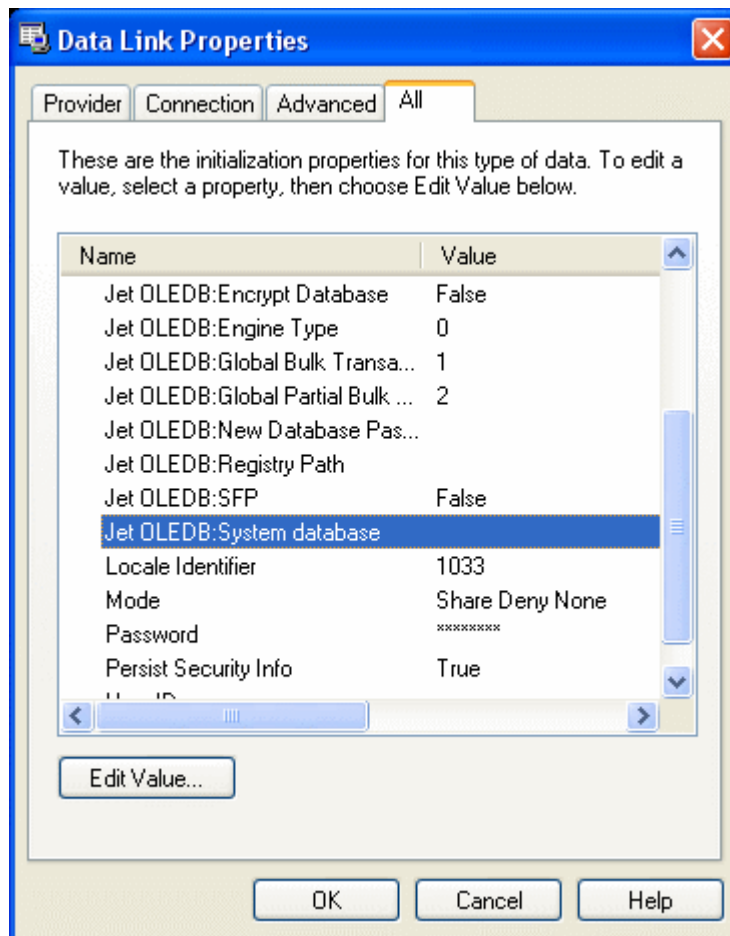 Data Link Properties
Provider Connection Advanced All
These are the initialization properties for this type of data. To edit a
value, select a property, then choose Edit Value below.
Name Value
Jet OLEDB:Encrypt Database False
Jet OLEDB:Engine Type 0
Jet OLEDB:Global Bulk Transa... 1
Jet OLEDB:Global Partial Bulk ... 2
Jet OLEDB:New Database Pas...
Jet OLEDB:Registry Path
Jet OLEDB:SFP False
Jet OLEDB:System database
Locale Identifier 1033
Mode Share Deny None
Password ********
Persist Security Info True
Edit Value...
OK Cancel Help